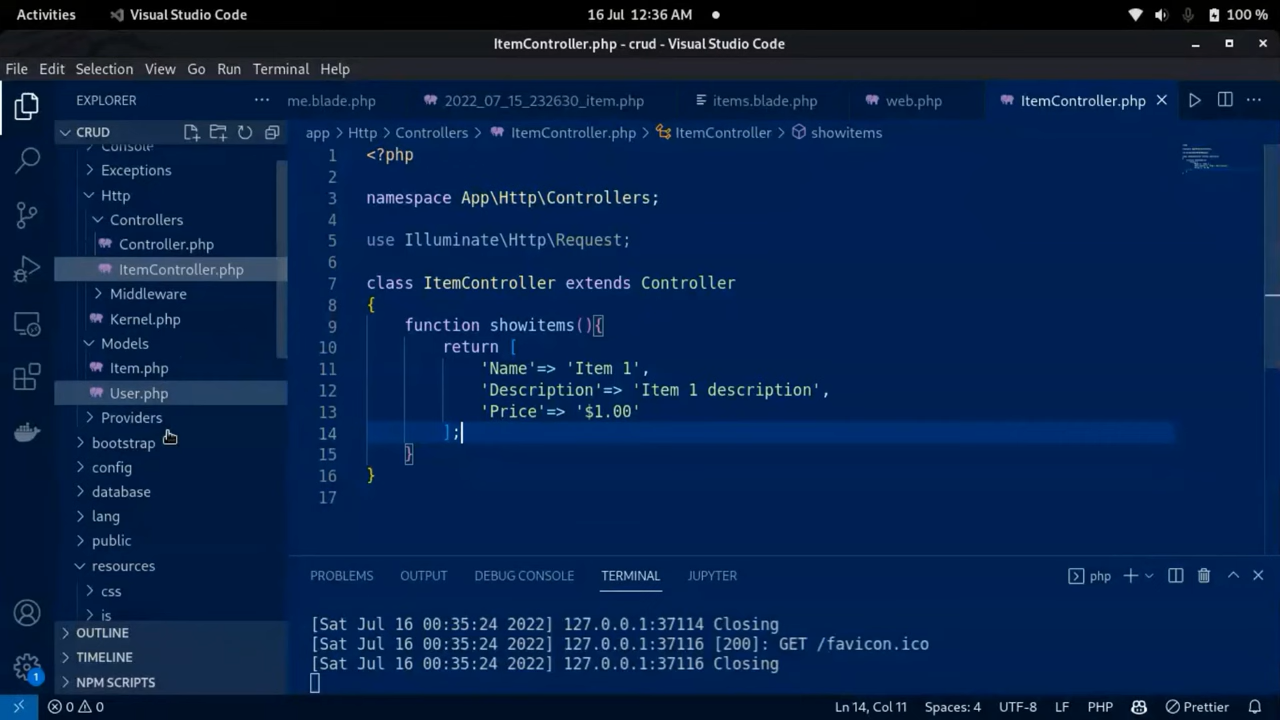 Activities Visual Studio Code 16 Jul 12:36 AM 100 %
ItemController.php - crud - Visual Studio Code
File Edit Selection View Go Run Terminal Help
EXPLORER
me.blade.php 2022_07_15_232630_item.php items.blade.php web.php ItemController.php
CRUD
app > Http > Controllers > ItemController.php > ItemController > showitems
Console
Exceptions
Http
Controllers
Controller.php
ItemController.php
Middleware
Kernel.php
Models
Item.php
User.php
Providers
bootstrap
config
database
lang
public
resources
css
js
OUTLINE
TIMELINE
NPM SCRIPTS
1 <?php
2
3 namespace App\Http\Controllers;
4
5 use Illuminate\Http\Request;
6
7 class ItemController extends Controller
8 {
9 function showitems(){
10 return [
11 'Name'=> 'Item 1',
12 'Description'=> 'Item 1 description',
13 'Price'=> '$1.00'
14 ];
15 }
16 }
17
PROBLEMS OUTPUT DEBUG CONSOLE TERMINAL JUPYTER php
[Sat Jul 16 00:35:24 2022] 127.0.0.1:37114 Closing
[Sat Jul 16 00:35:24 2022] 127.0.0.1:37116 [200]: GET /favicon.ico
[Sat Jul 16 00:35:24 2022] 127.0.0.1:37116 Closing
1
0 0 Ln 14, Col 11 Spaces: 4 UTF-8 LF PHP Prettier